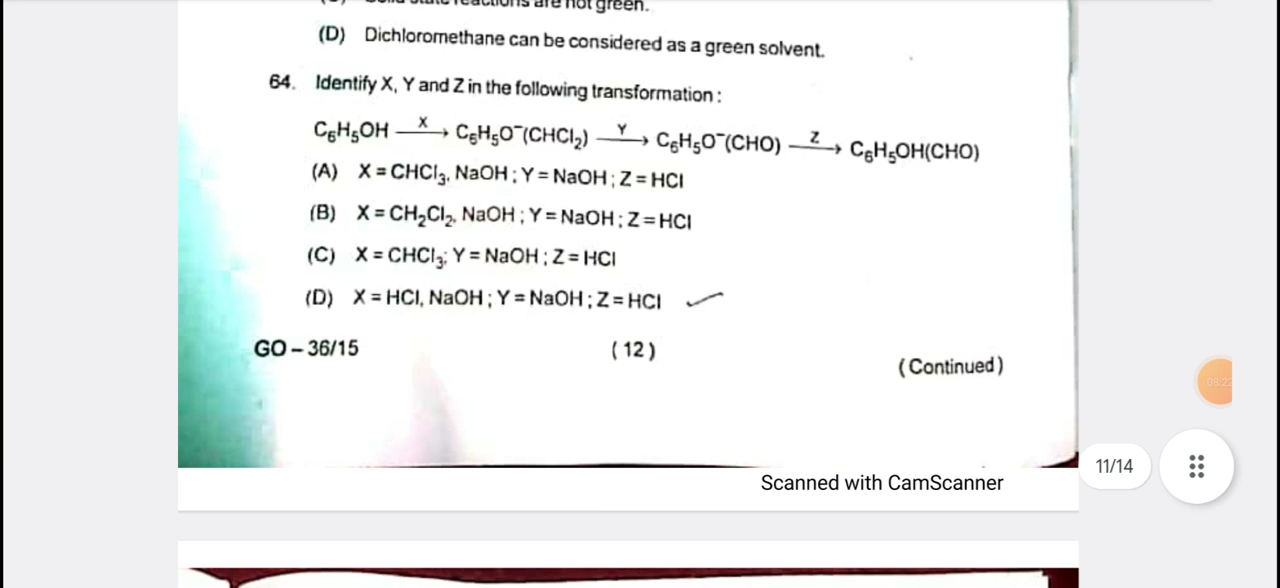 (D) Dichloromethane can be considered as a green solvent.
64. Identify X, Y and Z in the following transformation :
C₆H₅OH —X→ C₆H₅O⁻(CHCl₂) —Y→ C₆H₅O⁻(CHO) —Z→ C₆H₅OH(CHO)
(A) X = CHCl₃, NaOH ; Y = NaOH ; Z = HCl
(B) X = CH₂Cl₂, NaOH ; Y = NaOH ; Z = HCl
(C) X = CHCl₃; Y = NaOH ; Z = HCl
(D) X = HCl, NaOH ; Y = NaOH ; Z = HCl
GO – 36/15 (12) (Continued)
08:22
11/14
Scanned with CamScanner